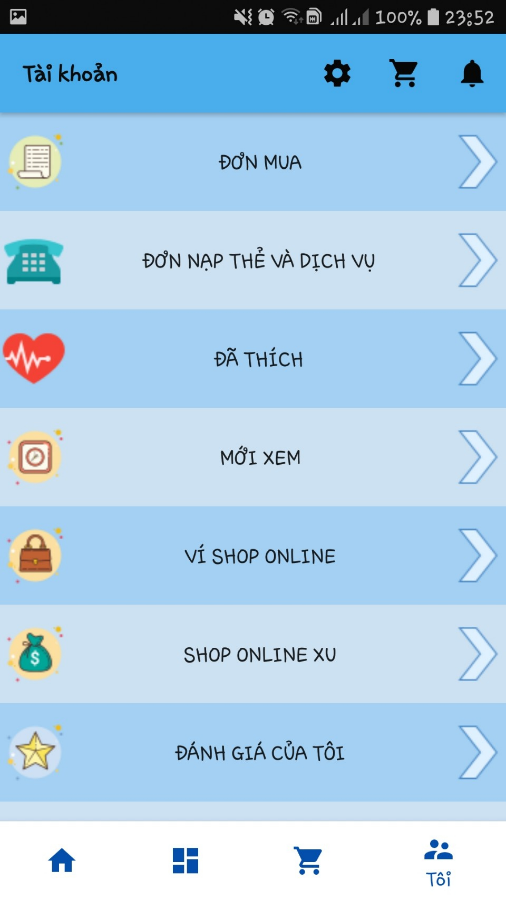 100% 23:52
Tài khoản
ĐƠN MUA
ĐƠN NẠP THẺ VÀ DỊCH VỤ
ĐÃ THÍCH
MỚI XEM
VÍ SHOP ONLINE
SHOP ONLINE XU
ĐÁNH GIÁ CỦA TÔI
Tôi